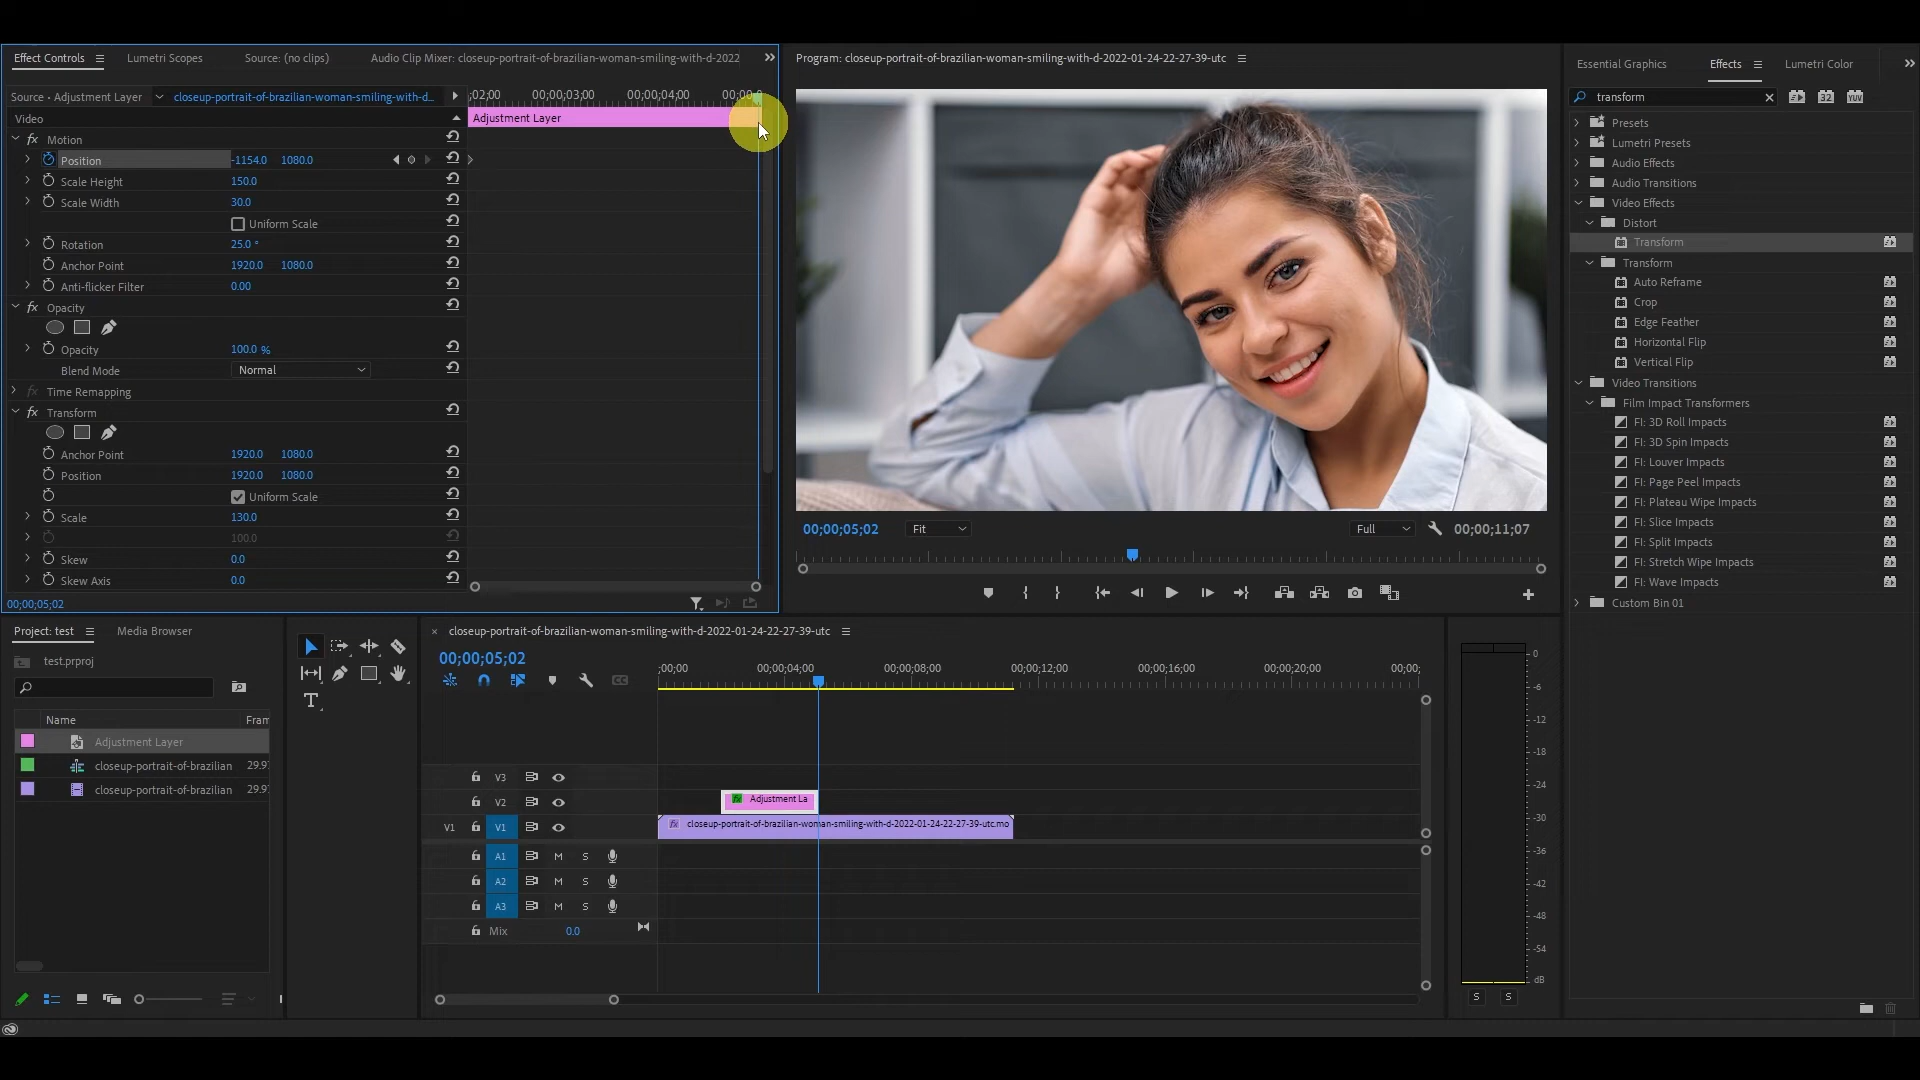 Effect Controls Lumetri Scopes Source: (no clips) Audio Clip Mixer: closeup-portrait-of-brazilian-woman-smiling-with-d-2022
Source • Adjustment Layer closeup-portrait-of-brazilian-woman-smiling-with-d...
;02;00 00;00;03;00 00;00;04;00 00;00;0
Video
Adjustment Layer
fx Motion
Position -1154.0 1080.0
Scale Height 150.0
Scale Width 30.0
Uniform Scale
Rotation 25.0 °
Anchor Point 1920.0 1080.0
Anti-flicker Filter 0.00
fx Opacity
Opacity 100.0 %
Blend Mode Normal
fx Time Remapping
fx Transform
Anchor Point 1920.0 1080.0
Position 1920.0 1080.0
Uniform Scale
Scale 130.0
100.0
Skew 0.0
Skew Axis 0.0
00;00;05;02
Program: closeup-portrait-of-brazilian-woman-smiling-with-d-2022-01-24-22-27-39-utc
00;00;05;02 Fit Full 00;00;11;07
Essential Graphics Effects Lumetri Color
transform 32 YUV
Presets
Lumetri Presets
Audio Effects
Audio Transitions
Video Effects
Distort
Transform
Transform
Auto Reframe
Crop
Edge Feather
Horizontal Flip
Vertical Flip
Video Transitions
Film Impact Transformers
FI: 3D Roll Impacts
FI: 3D Spin Impacts
FI: Louver Impacts
FI: Page Peel Impacts
FI: Plateau Wipe Impacts
FI: Slice Impacts
FI: Split Impacts
FI: Stretch Wipe Impacts
FI: Wave Impacts
Custom Bin 01
Project: test Media Browser
test.prproj
Name Fram
Adjustment Layer
closeup-portrait-of-brazilian 29.97
closeup-portrait-of-brazilian 29.97
T
× closeup-portrait-of-brazilian-woman-smiling-with-d-2022-01-24-22-27-39-utc
00;00;05;02
;00;00 00;00;04;00 00;00;08;00 00;00;12;00 00;00;16;00 00;00;20;00 00;00;
CC
V3
V2 fx Adjustment La
V1 V1 fx closeup-portrait-of-brazilian-woman-smiling-with-d-2022-01-24-22-27-39-utc.mo
A1 M S
A2 M S
A3 M S
Mix 0.0
0
-6
-12
-18
-24
-30
-36
-42
-48
-54
dB
S S